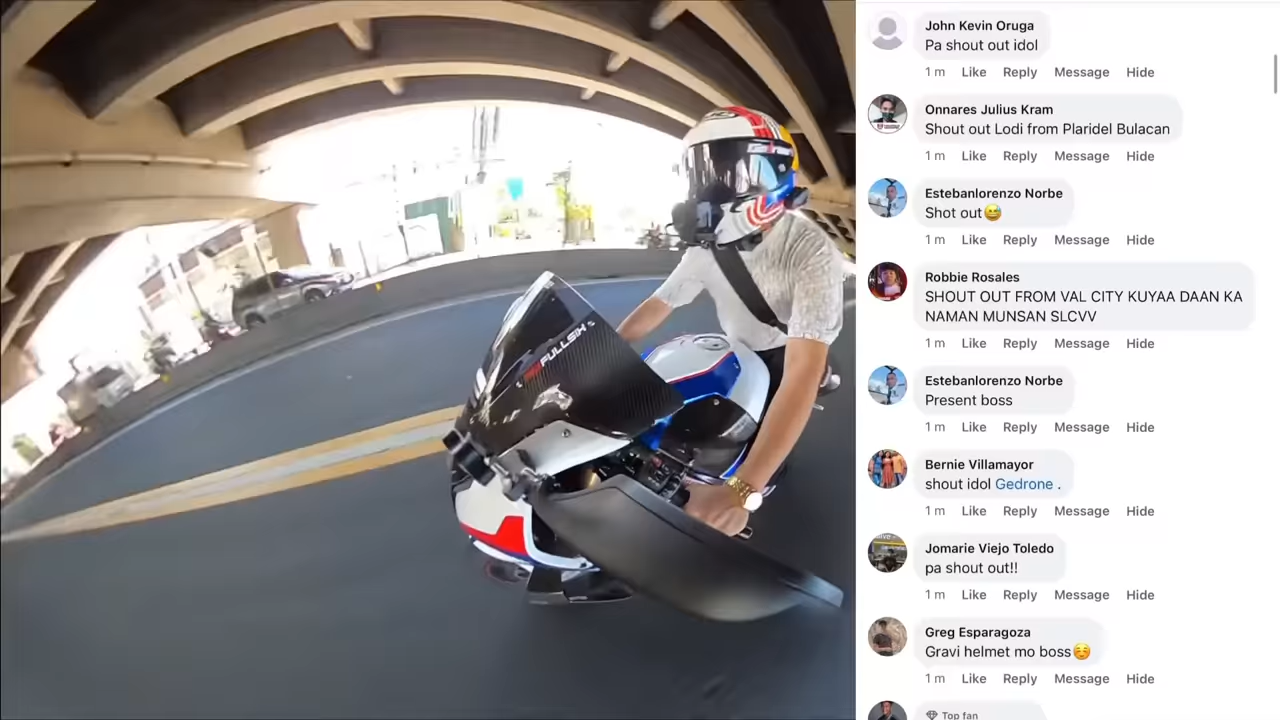 FULLSIX
John Kevin Oruga
Pa shout out idol
1 m Like Reply Message Hide
Onnares Julius Kram
Shout out Lodi from Plaridel Bulacan
1 m Like Reply Message Hide
Estebanlorenzo Norbe
Shot out😅
1 m Like Reply Message Hide
Robbie Rosales
SHOUT OUT FROM VAL CITY KUYAA DAAN KA
NAMAN MUNSAN SLCVV
1 m Like Reply Message Hide
Estebanlorenzo Norbe
Present boss
1 m Like Reply Message Hide
Bernie Villamayor
shout idol Gedrone .
1 m Like Reply Message Hide
Jomarie Viejo Toledo
pa shout out!!
1 m Like Reply Message Hide
Greg Esparagoza
Gravi helmet mo boss☺️
1 m Like Reply Message Hide
Top fan